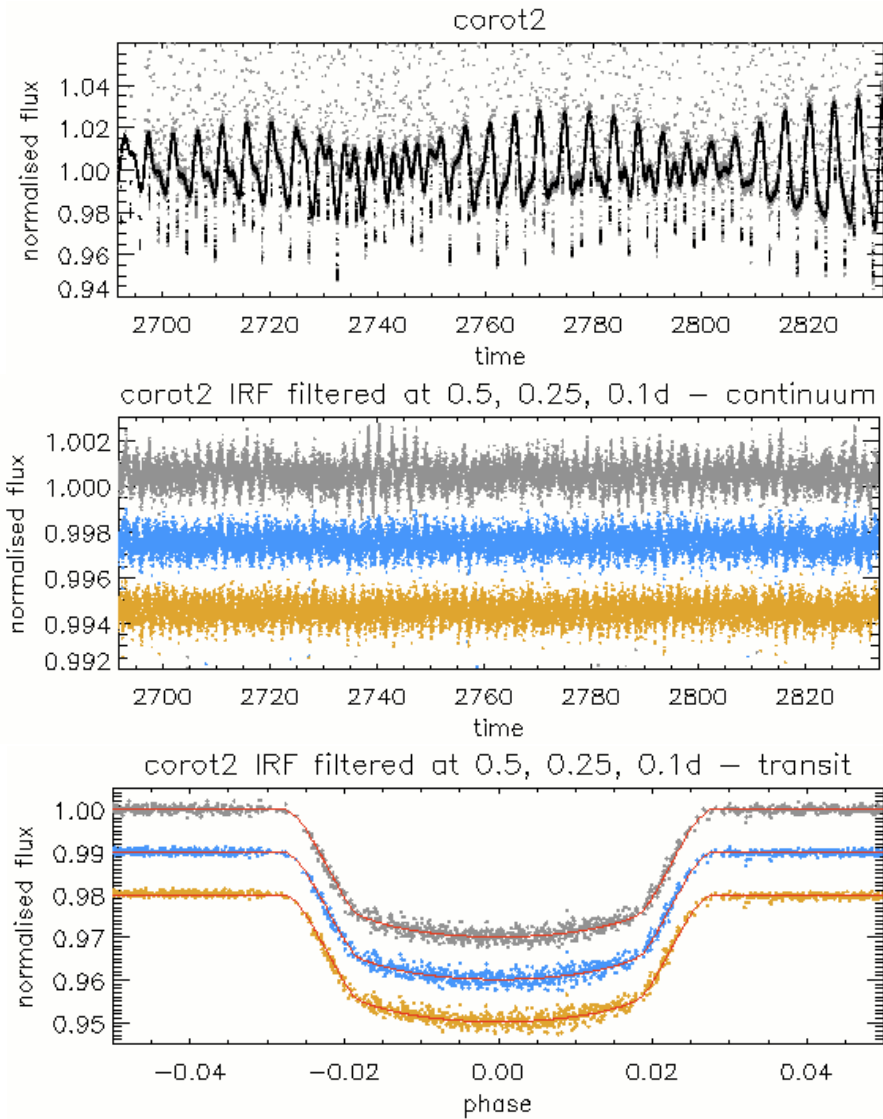 corot2
normalised flux
1.04
1.02
1.00
0.98
0.96
0.94
2700 2720 2740 2760 2780 2800 2820
time
corot2 IRF filtered at 0.5, 0.25, 0.1d – continuum
normalised flux
1.002
1.000
0.998
0.996
0.994
0.992
2700 2720 2740 2760 2780 2800 2820
time
corot2 IRF filtered at 0.5, 0.25, 0.1d – transit
normalised flux
1.00
0.99
0.98
0.97
0.96
0.95
−0.04 −0.02 0.00 0.02 0.04
phase